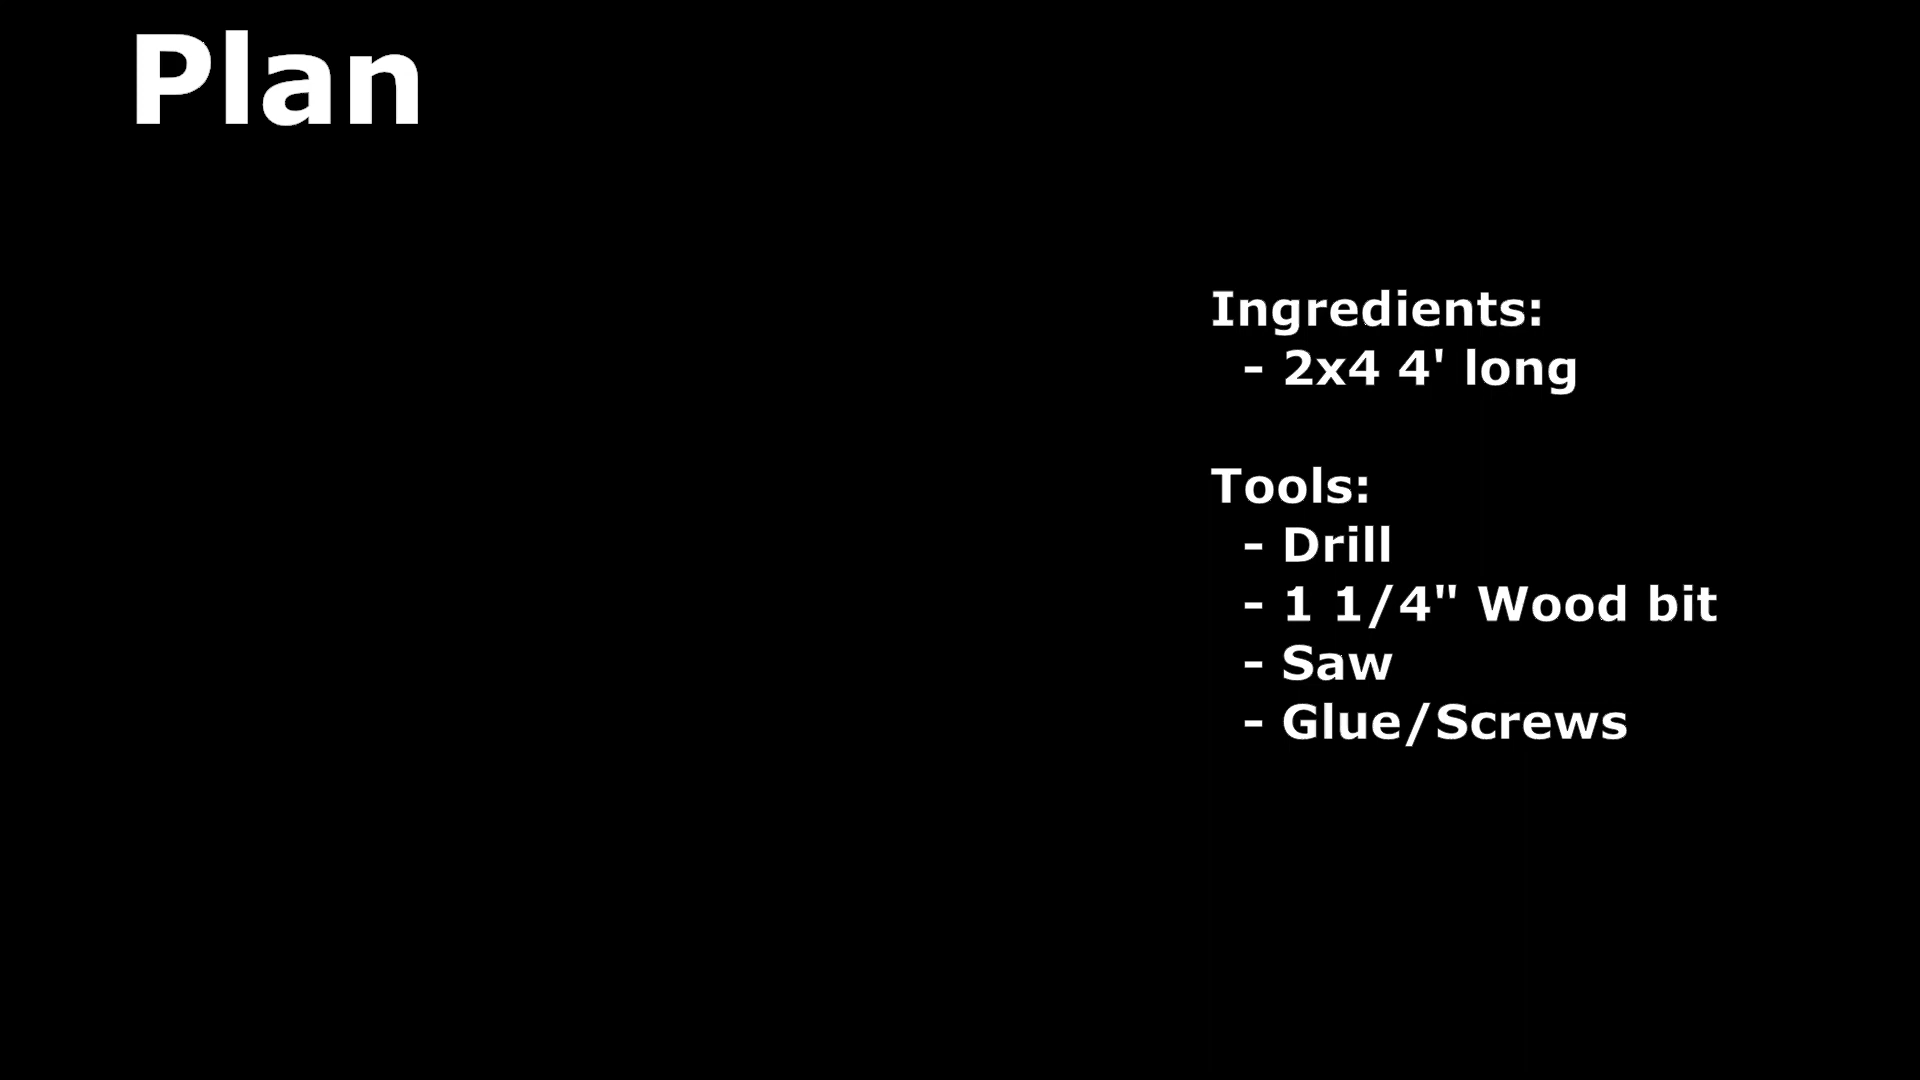 Plan
Ingredients:
- 2x4 4' long
Tools:
- Drill
- 1 1/4" Wood bit
- Saw
- Glue/Screws